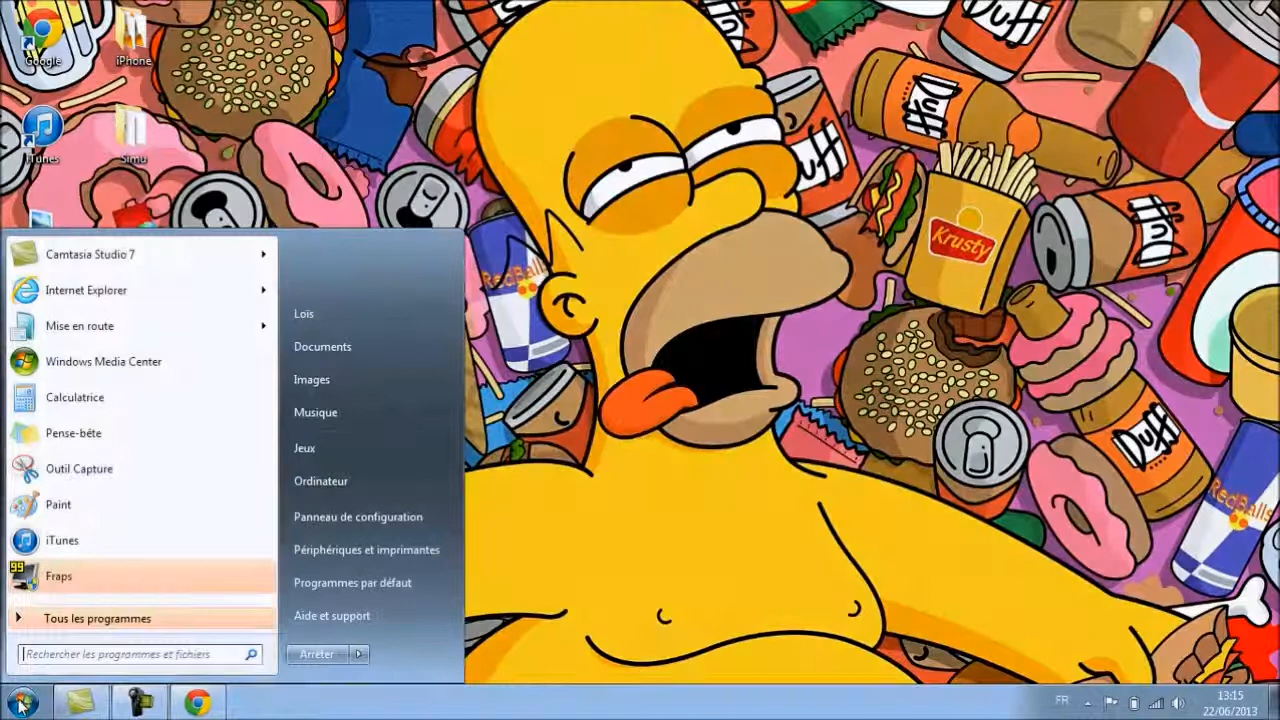 Google
iPhone
iTunes
Simu
Camtasia Studio 7
Internet Explorer
Mise en route
Windows Media Center
Calculatrice
Pense-bête
Outil Capture
Paint
iTunes
99
Fraps
Tous les programmes
Rechercher les programmes et fichiers
Loïs
Documents
Images
Musique
Jeux
Ordinateur
Panneau de configuration
Périphériques et imprimantes
Programmes par défaut
Aide et support
Arrêter
Duff
Duff
Duff
Duff
Krusty
RedBalls
Duff
RedBalls
FR
13:15
22/06/2013